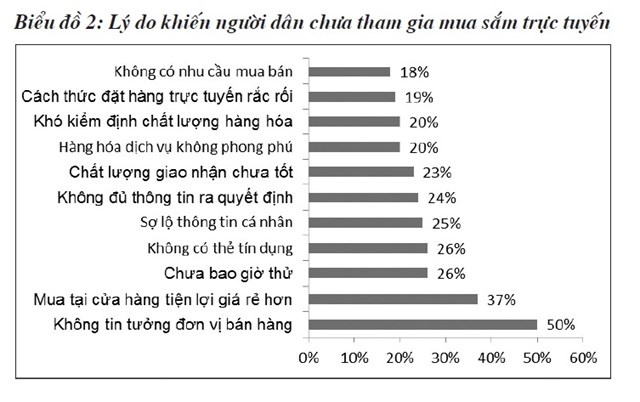 Biểu đồ 2: Lý do khiến người dân chưa tham gia mua sắm trực tuyến
Không có nhu cầu mua bán 18%
Cách thức đặt hàng trực tuyến rắc rối 19%
Khó kiểm định chất lượng hàng hóa 20%
Hàng hóa dịch vụ không phong phú 20%
Chất lượng giao nhận chưa tốt 23%
Không đủ thông tin ra quyết định 24%
Sợ lộ thông tin cá nhân 25%
Không có thẻ tín dụng 26%
Chưa bao giờ thử 26%
Mua tại cửa hàng tiện lợi giá rẻ hơn 37%
Không tin tưởng đơn vị bán hàng 50%
0% 10% 20% 30% 40% 50% 60%